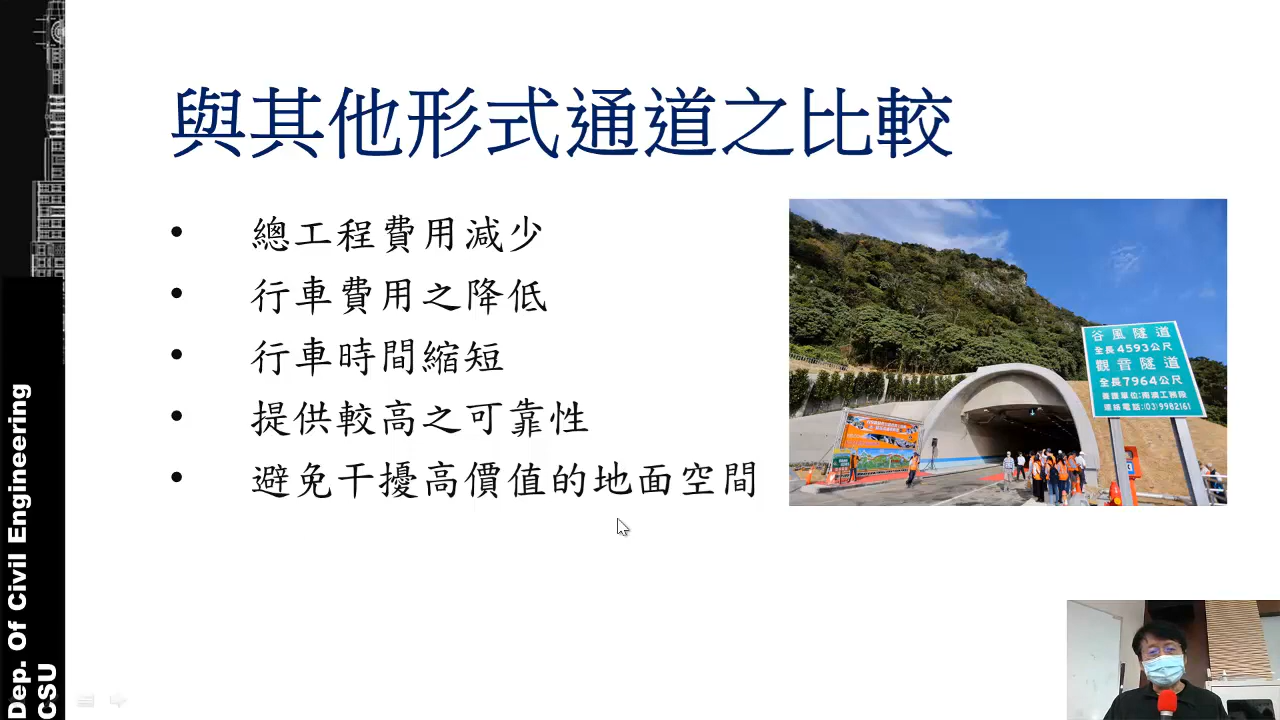 與其他形式通道之比較
• 總工程費用減少
• 行車費用之降低
• 行車時間縮短
• 提供較高之可靠性
• 避免干擾高價值的地面空間
谷風隧道
全長4593公尺
觀音隧道
全長7964公尺
養護單位:南澳工務段
連絡電話:(03)9982161
Dep. Of Civil Engineering
CSU